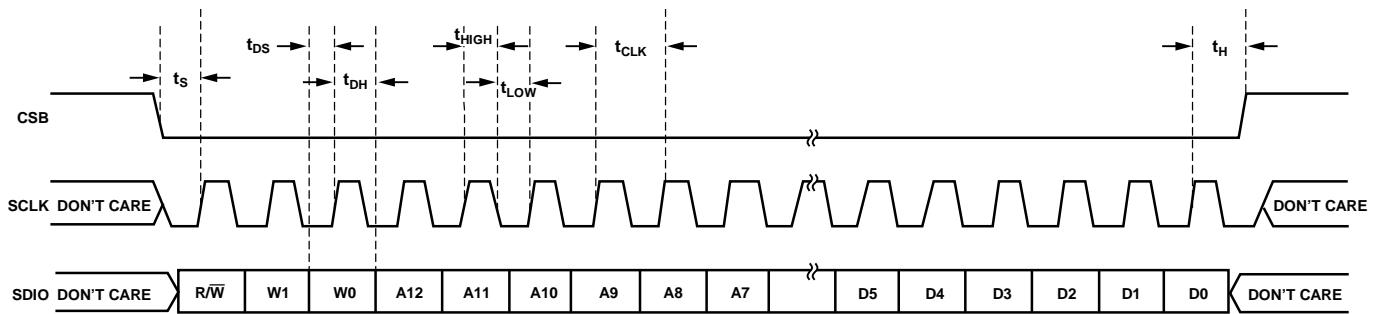 tDS
tHIGH
tCLK
tH
tS
tDH
tLOW
CSB
SCLK DON'T CARE
DON'T CARE
SDIO DON'T CARE R/W̅ W1 W0 A12 A11 A10 A9 A8 A7 D5 D4 D3 D2 D1 D0 DON'T CARE